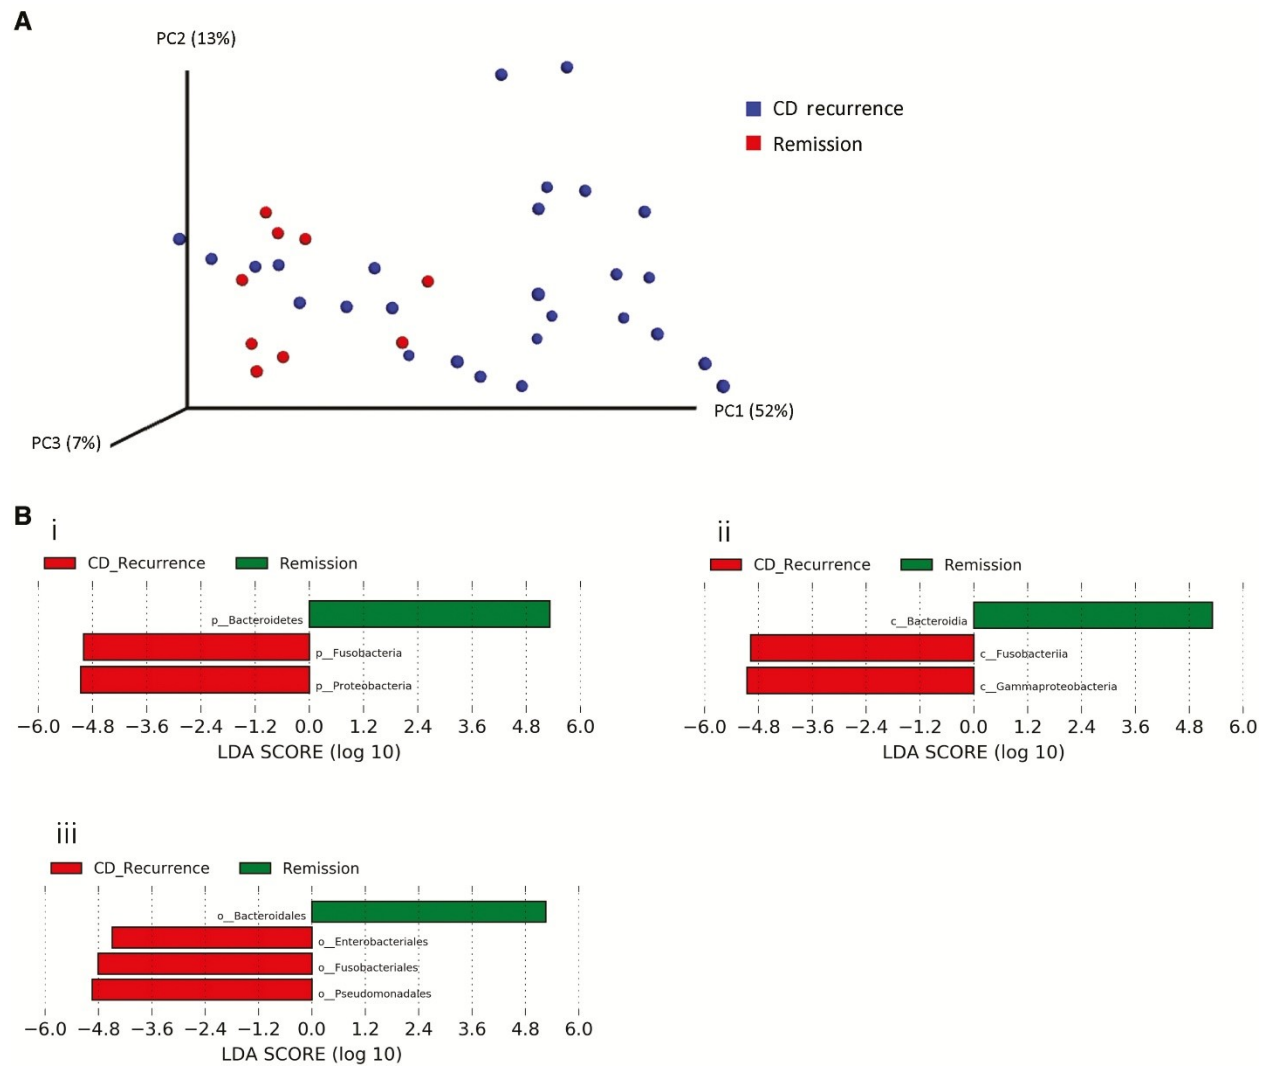 A
PC2 (13%)
CD recurrence
Remission
PC1 (52%)
PC3 (7%)
B
i
CD_Recurrence Remission
p__Bacteroidetes
p__Fusobacteria
p__Proteobacteria
−6.0 −4.8 −3.6 −2.4 −1.2 0.0 1.2 2.4 3.6 4.8 6.0
LDA SCORE (log 10)
ii
CD_Recurrence Remission
c__Bacteroidia
c__Fusobacteriia
c__Gammaproteobacteria
−6.0 −4.8 −3.6 −2.4 −1.2 0.0 1.2 2.4 3.6 4.8 6.0
LDA SCORE (log 10)
iii
CD_Recurrence Remission
o__Bacteroidales
o__Enterobacteriales
o__Fusobacteriales
o__Pseudomonadales
−6.0 −4.8 −3.6 −2.4 −1.2 0.0 1.2 2.4 3.6 4.8 6.0
LDA SCORE (log 10)